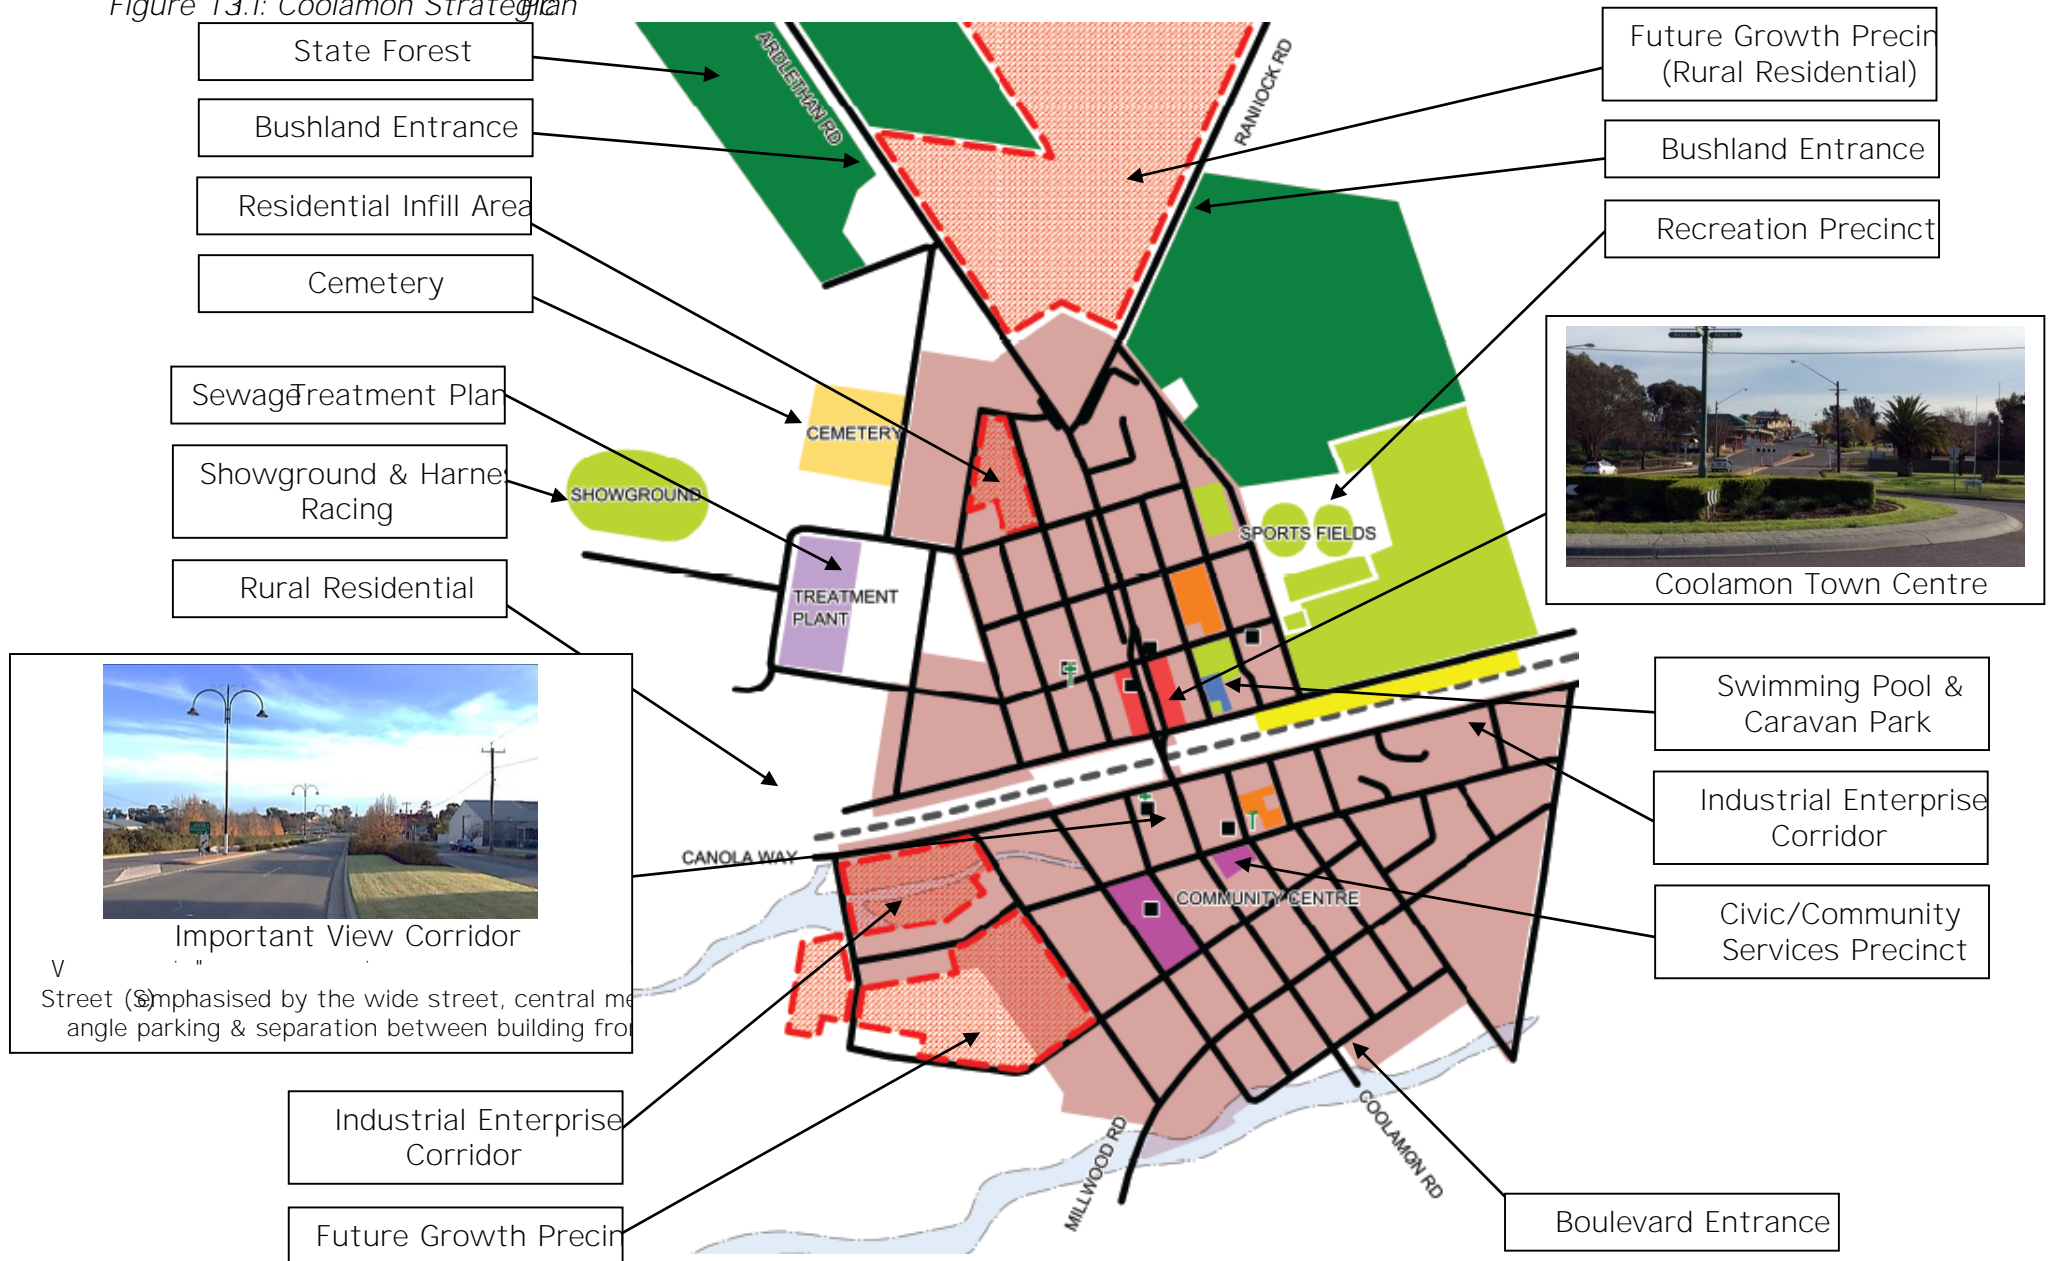 Figure 13.1: Coolamon Strategic Plan
State Forest
Bushland Entrance
Residential Infill Area
Cemetery
Sewage Treatment Plan
Showground & Harnes
Racing
Rural Residential
Important View Corridor
V
Street (S) emphasised by the wide street, central me
angle parking & separation between building fro
Industrial Enterprise
Corridor
Future Growth Precin
ARDLETHAN RD
RANNOCK RD
CEMETERY
SHOWGROUND
SPORTS FIELDS
TREATMENT
PLANT
CANOLA WAY
COMMUNITY CENTRE
MILLWOOD RD
COOLAMON RD
Future Growth Precin
(Rural Residential)
Bushland Entrance
Recreation Precinct
Coolamon Town Centre
Swimming Pool &
Caravan Park
Industrial Enterprise
Corridor
Civic/Community
Services Precinct
Boulevard Entrance